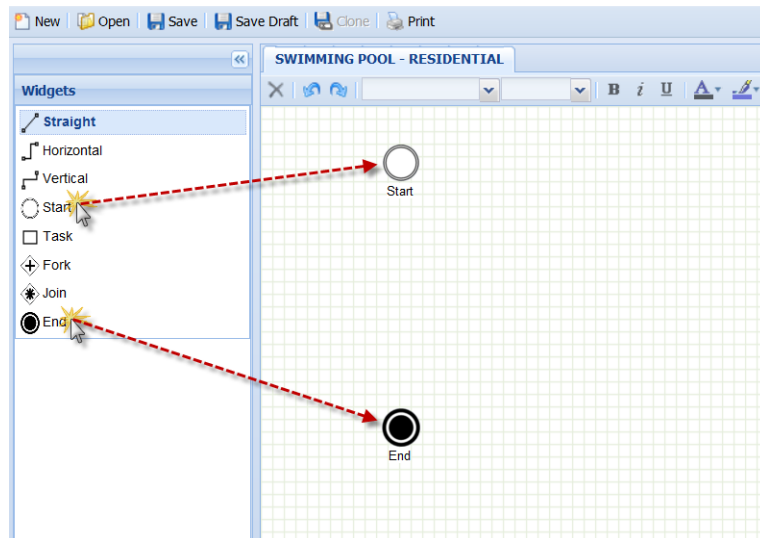 New Open Save Save Draft Clone Print
SWIMMING POOL - RESIDENTIAL
Widgets
B i U A
Straight
Horizontal
Vertical
Start
Task
Fork
Join
End
Start
End